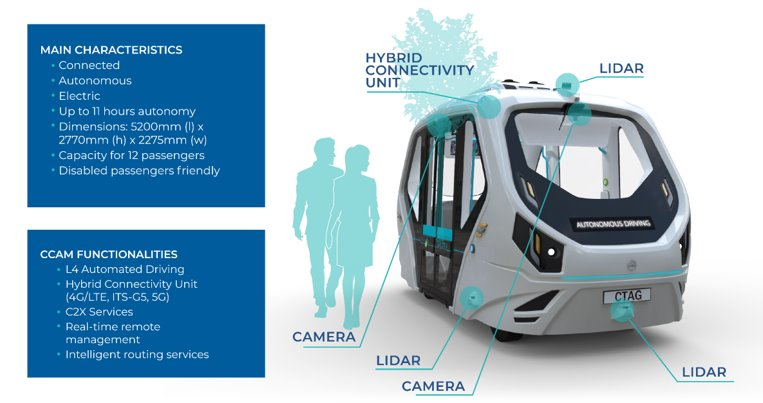 MAIN CHARACTERISTICS
• Connected
• Autonomous
• Electric
• Up to 11 hours autonomy
• Dimensions: 5200mm (l) x
2770mm (h) x 2275mm (w)
• Capacity for 12 passengers
• Disabled passengers friendly
CCAM FUNCTIONALITIES
• L4 Automated Driving
• Hybrid Connectivity Unit
(4G/LTE, ITS-G5, 5G)
• C2X Services
• Real-time remote
management
• Intelligent routing services
HYBRID
CONNECTIVITY
UNIT
LIDAR
AUTONOMOUS DRIVING
CTAG
CAMERA
LIDAR
CAMERA
LIDAR